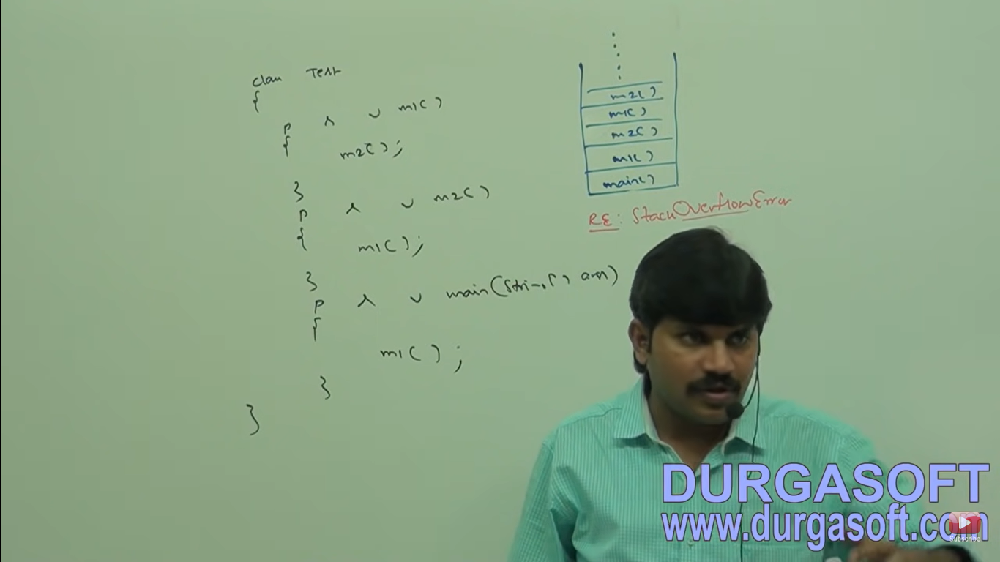 class Test
{
p s v m1()
{
m2();
}
p s v m2()
{
m1();
}
p s v main(String[] args)
{
m1();
}
}
m2()
m1()
m2()
m1()
main()
RE: StackOverflowError
DURGASOFT
www.durgasoft.com
Subscribe